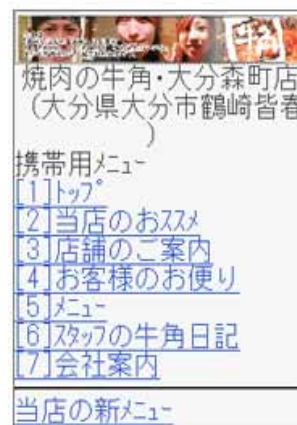 牛角
焼肉の牛角・大分森町店
(大分県大分市鶴崎皆春
)
携帯用ﾒﾆｭｰ
[1]ﾄｯﾌﾟ
[2]当店のおススメ
[3]店舗のご案内
[4]お客様のお便り
[5]ﾒﾆｭｰ
[6]ｽﾀｯﾌの牛角日記
[7]会社案内
当店の新ﾒﾆｭｰ